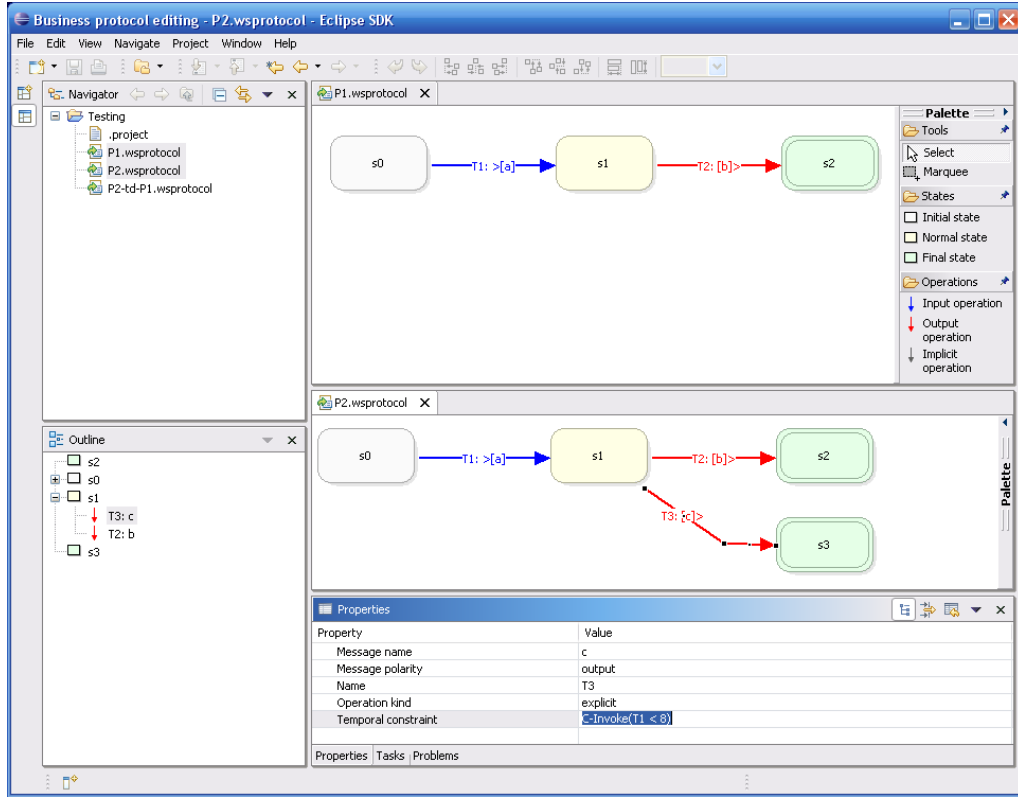 Business protocol editing - P2.wsprotocol - Eclipse SDK
File Edit View Navigate Project Window Help
Navigator
Testing
.project
P1.wsprotocol
P2.wsprotocol
P2-td-P1.wsprotocol
P1.wsprotocol
s0
T1: >[a]
s1
T2: [b]>
s2
Palette
Tools
Select
Marquee
States
Initial state
Normal state
Final state
Operations
Input operation
Output
operation
Implicit
operation
Outline
s2
s0
s1
T3: c
T2: b
s3
P2.wsprotocol
s0
T1: >[a]
s1
T2: [b]>
s2
T3: [c]>
s3
Palette
Properties
Property Value
Message name c
Message polarity output
Name T3
Operation kind explicit
Temporal constraint C-Invoke(T1 < 8)
Properties Tasks Problems